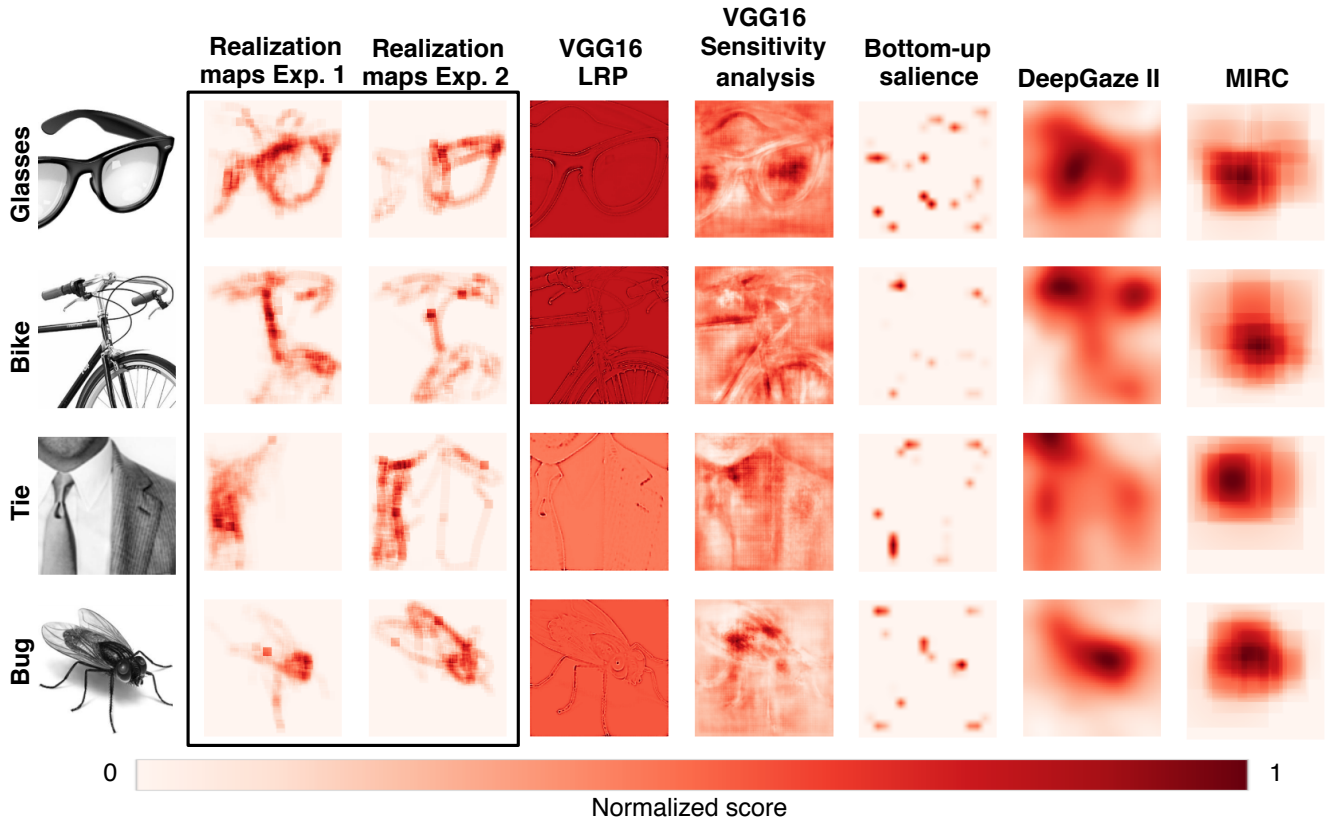 Realization
maps Exp. 1
Realization
maps Exp. 2
VGG16
LRP
VGG16
Sensitivity
analysis
Bottom-up
salience
DeepGaze II
MIRC
Glasses
Bike
Tie
Bug
0
1
Normalized score